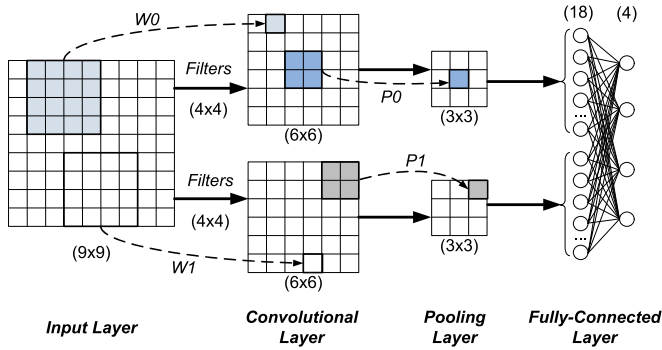 W0
(18)
(4)
Filters
(4x4)
P0
(6x6)
(3x3)
...
Filters
(4x4)
P1
(9x9)
W1
(6x6)
(3x3)
...
Input Layer
Convolutional
Layer
Pooling
Layer
Fully-Connected
Layer